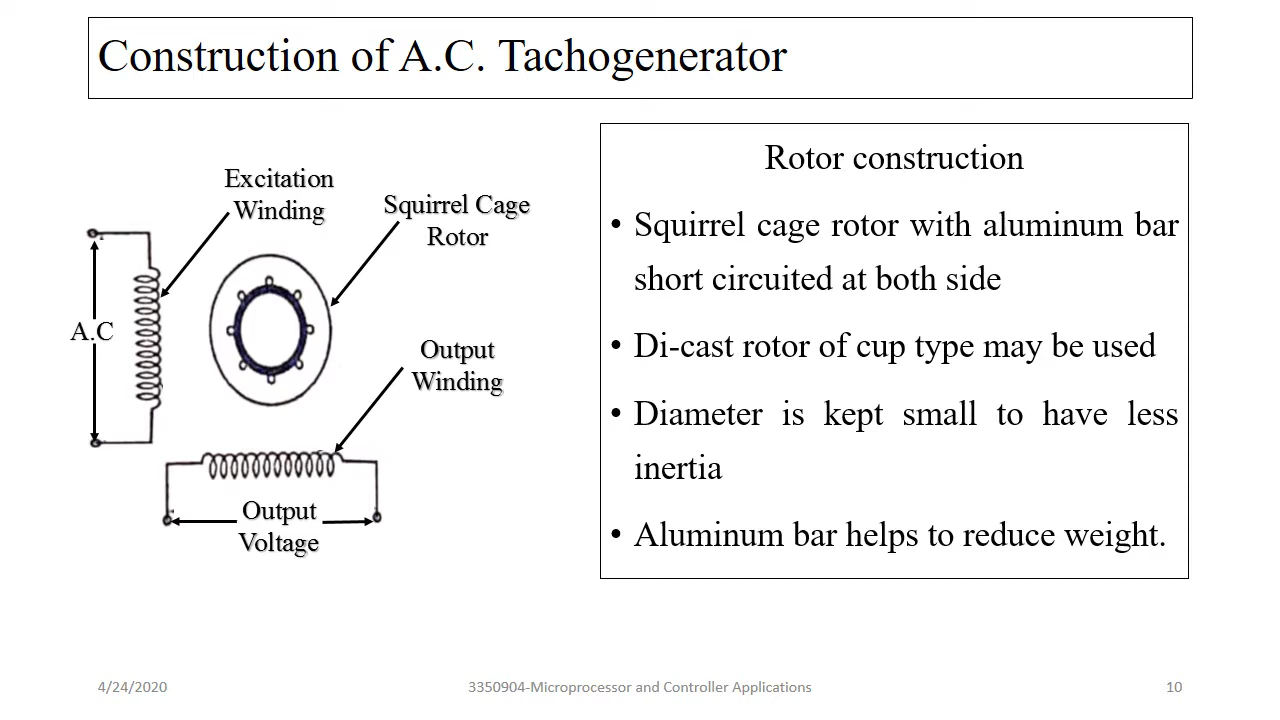 Construction of A.C. Tachogenerator
Excitation
Winding
Squirrel Cage
Rotor
A.C
Output
Winding
Output
Voltage
Rotor construction
• Squirrel cage rotor with aluminum bar
short circuited at both side
• Di-cast rotor of cup type may be used
• Diameter is kept small to have less
inertia
• Aluminum bar helps to reduce weight.
4/24/2020
3350904-Microprocessor and Controller Applications
10